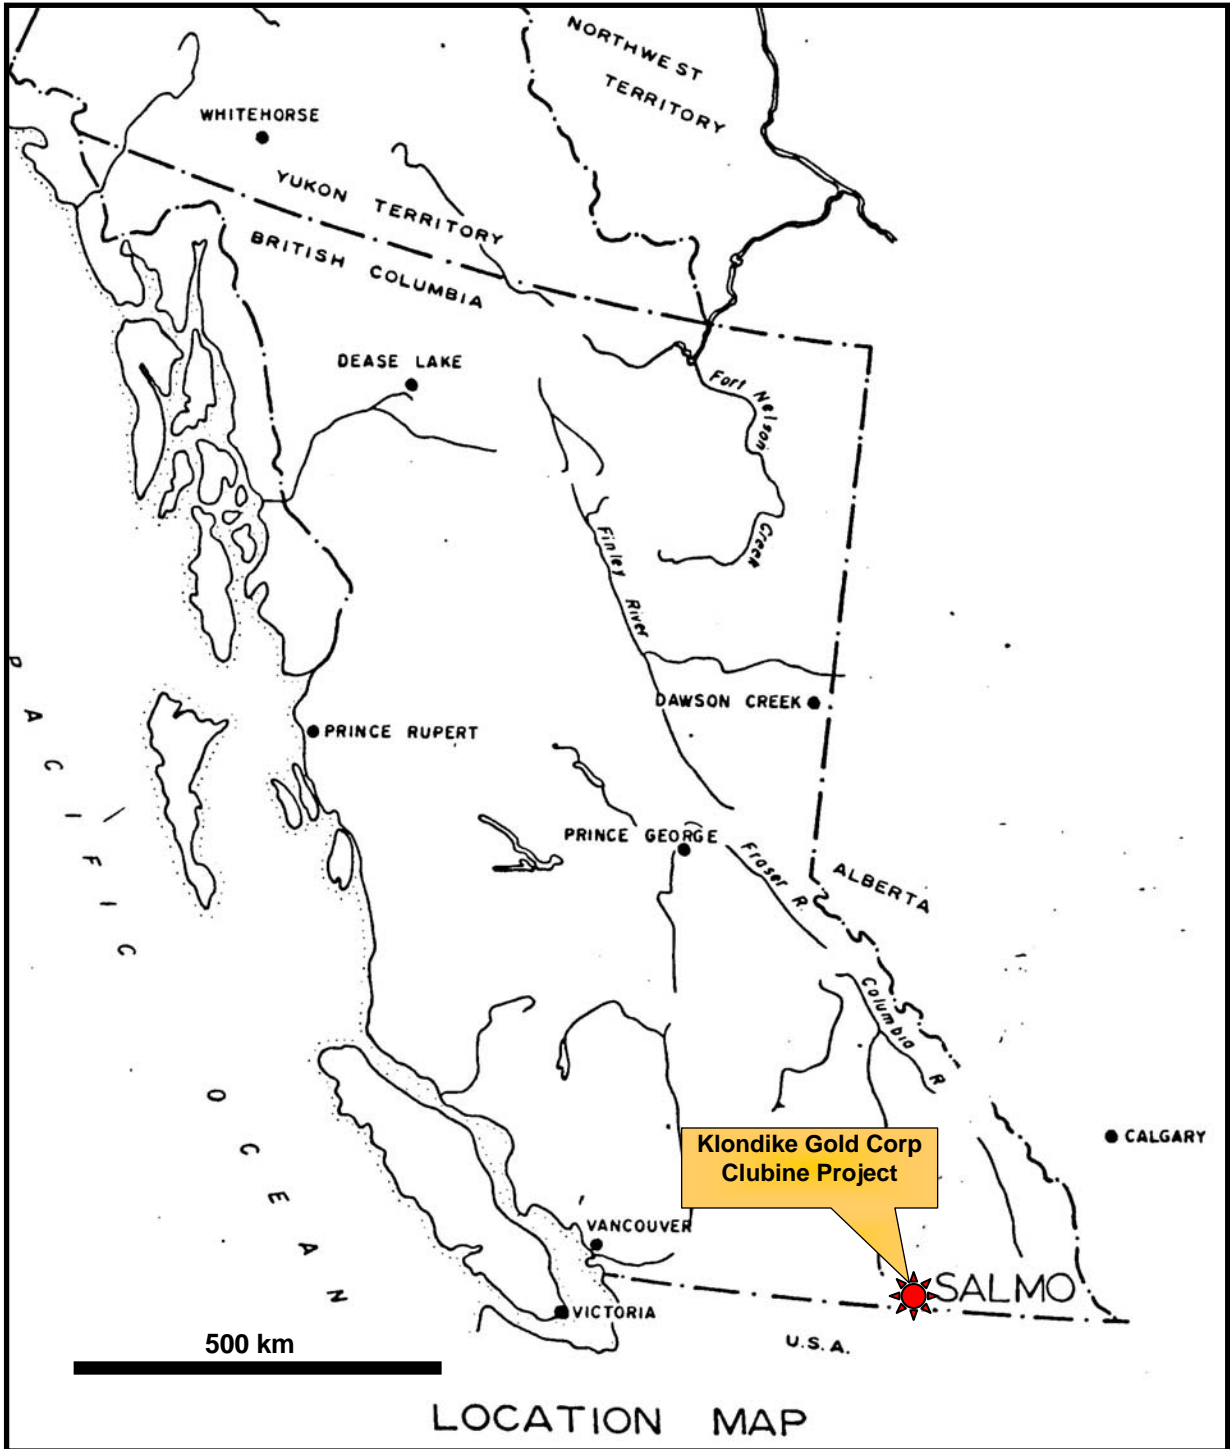 NORTHWEST
TERRITORY
WHITEHORSE
YUKON TERRITORY
BRITISH COLUMBIA
DEASE LAKE
Fort Nelson Creek
Finley River
DAWSON CREEK
PRINCE RUPERT
PACIFIC OCEAN
PRINCE GEORGE
Fraser R.
ALBERTA
Columbia R
CALGARY
Klondike Gold Corp
Clubine Project
VANCOUVER
SALMO
VICTORIA
U.S.A.
500 km
LOCATION MAP